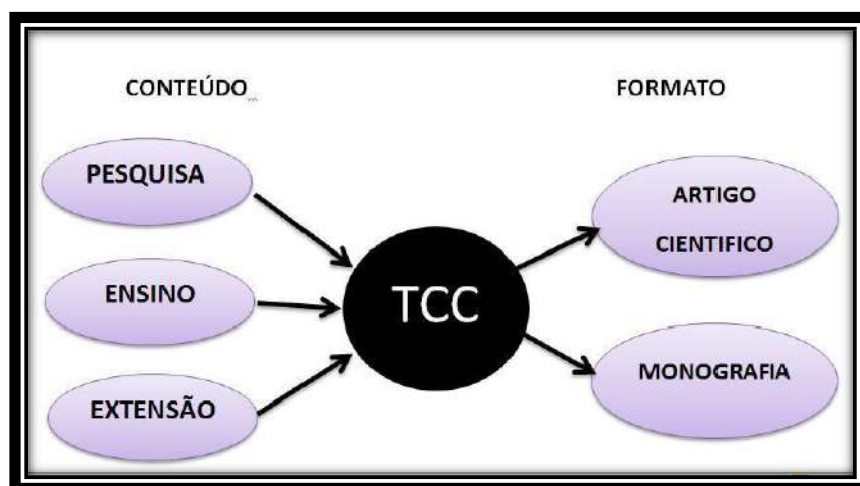 CONTEÚDO
FORMATO
PESQUISA
ENSINO
EXTENSÃO
TCC
ARTIGO
CIENTIFICO
MONOGRAFIA